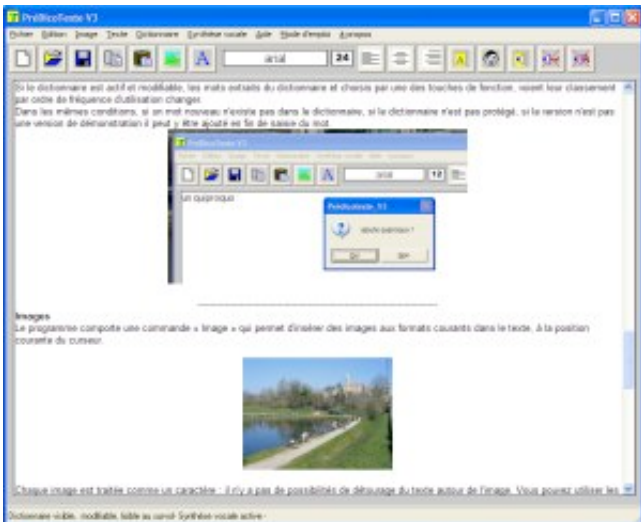 PrédicoTexte V3
Fichier Edition Image Texte Dictionnaire Synthèse vocale Aide Mode d'emploi A propos
arial 24
Si le dictionnaire est actif et modifiable, les mots extraits du dictionnaire et choisis par une des touches de fonction, voient leur classement
par ordre de fréquence d'utilisation changer.
Dans les mêmes conditions, si un mot nouveau n'existe pas dans le dictionnaire, si le dictionnaire n'est pas protégé, si la version n'est pas
une version de démonstration il peut y être ajouté en fin de saisie du mot.
PrédicoTexte V3
arial 12
un quiproquo
Prédicotexte V3
Images
Le programme comporte une commande « Image » qui permet d'insérer des images aux formats courants dans le texte, à la position
courante du curseur.
Chaque image est traitée comme un caractère : il n'y a pas de possibilités de détourage du texte autour de l'image. Vous pouvez utiliser les
Dictionnaire visible, modifiable, lisible au survol- Synthèse vocale active -